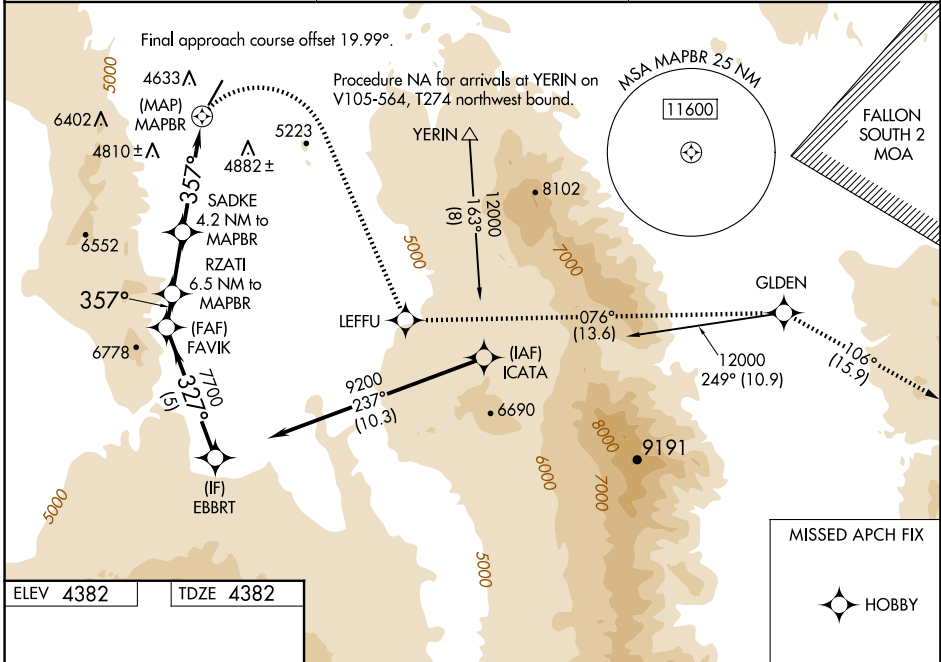 Final approach course offset 19.99°.
5000
4633
(MAP)
MAPBR
6402
4810 ±
5223
4882 ±
Procedure NA for arrivals at YERIN on
V105-564, T274 northwest bound.
YERIN
MSA MAPBR 25 NM
11600
FALLON
SOUTH 2
MOA
12000
163°
(8)
8102
7000
5000
357°
SADKE
4.2 NM to
MAPBR
6552
RZATI
6.5 NM to
MAPBR
357°
(FAF)
FAVIK
6778
7700
327°
(5)
(IF)
EBBRT
5000
LEFFU
076°
(13.6)
GLDEN
12000
249° (10.9)
106°
(15.9)
(IAF)
ICATA
9200
237°
(10.3)
6690
8000
9191
6000
7000
5000
MISSED APCH FIX
HOBBY
ELEV 4382
TDZE 4382